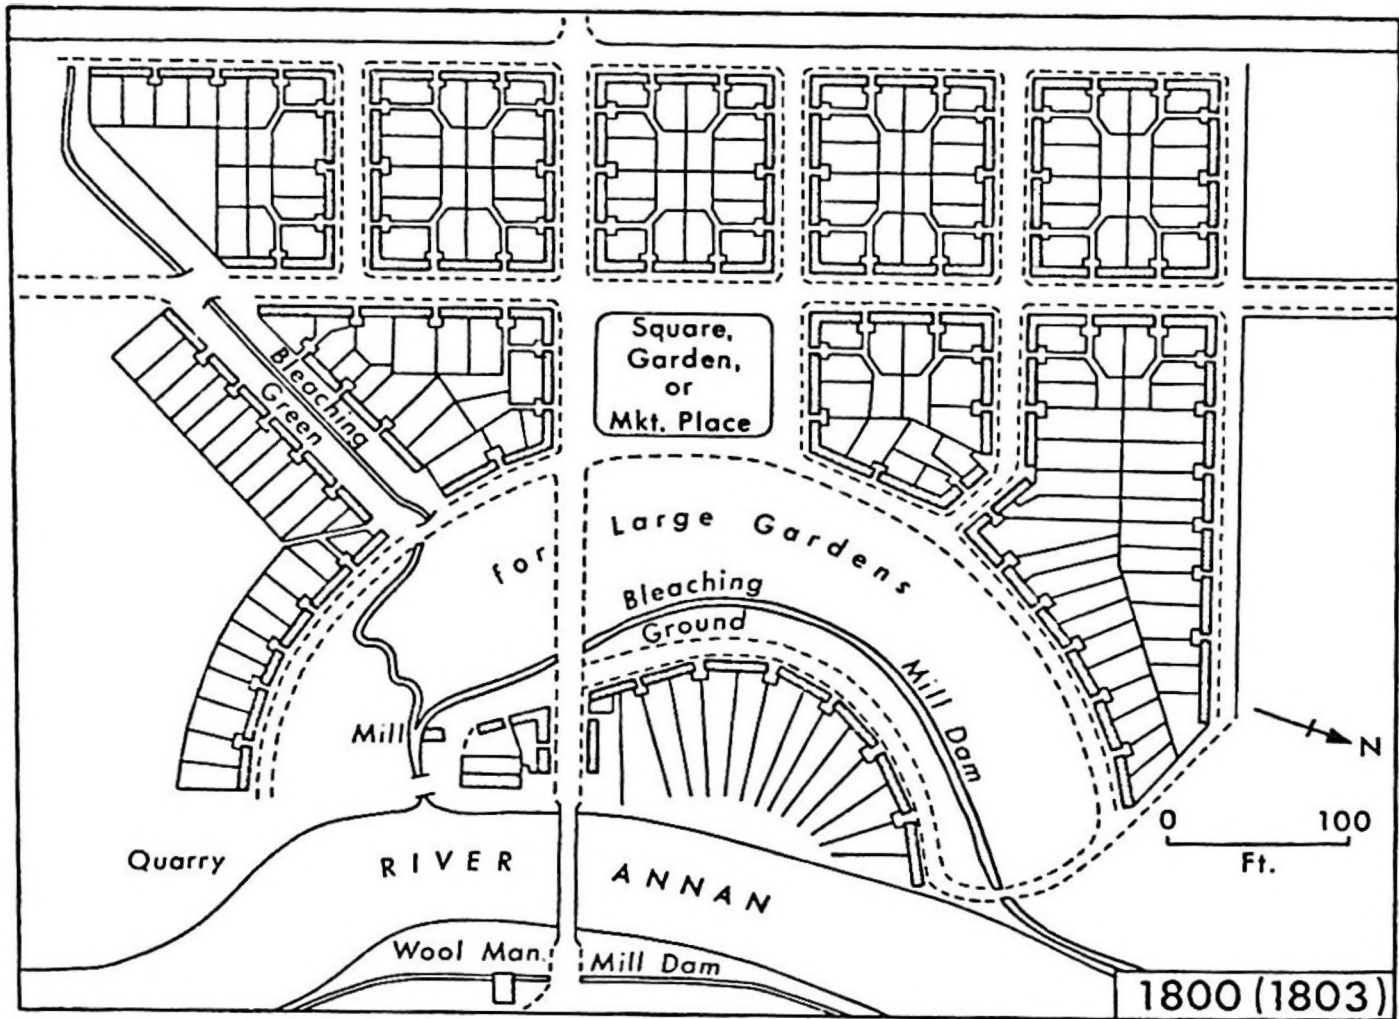 Square,
Garden,
or
Mkt. Place
Bleaching
Green
for Large Gardens
Bleaching
Ground
Mill Dam
Mill
N
0 100
Ft.
Quarry
RIVER ANNAN
Wool Man.
Mill Dam
1800 (1803)